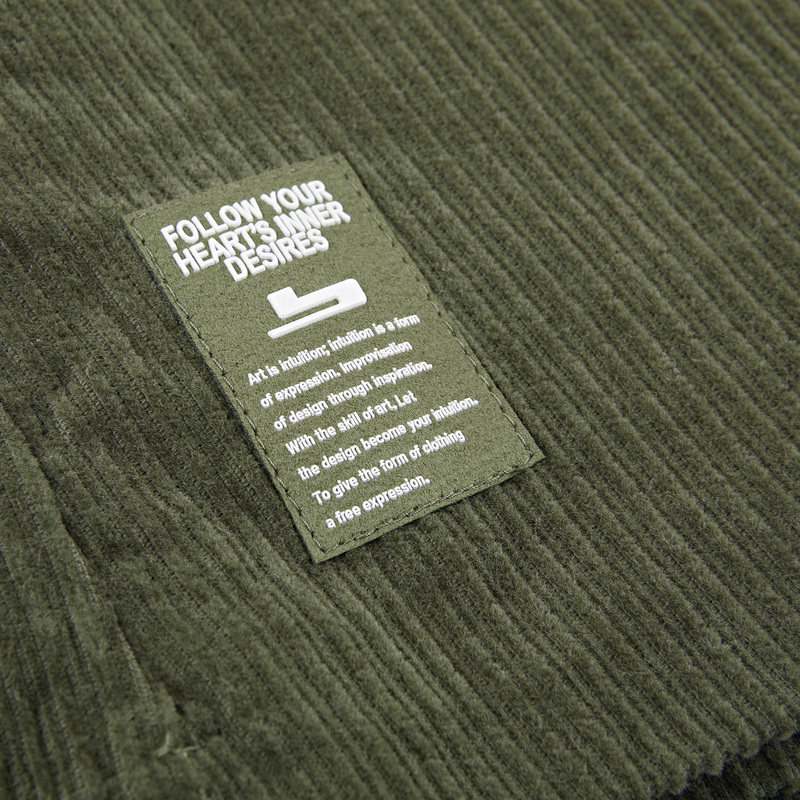 FOLLOW YOUR
HEART'S INNER
DESIRES
Art is intuition; intuition is a form
of expression. Improvisation
of design through inspiration.
With the skill of art, Let
the design become your intuition.
To give the form of clothing
a free expression.